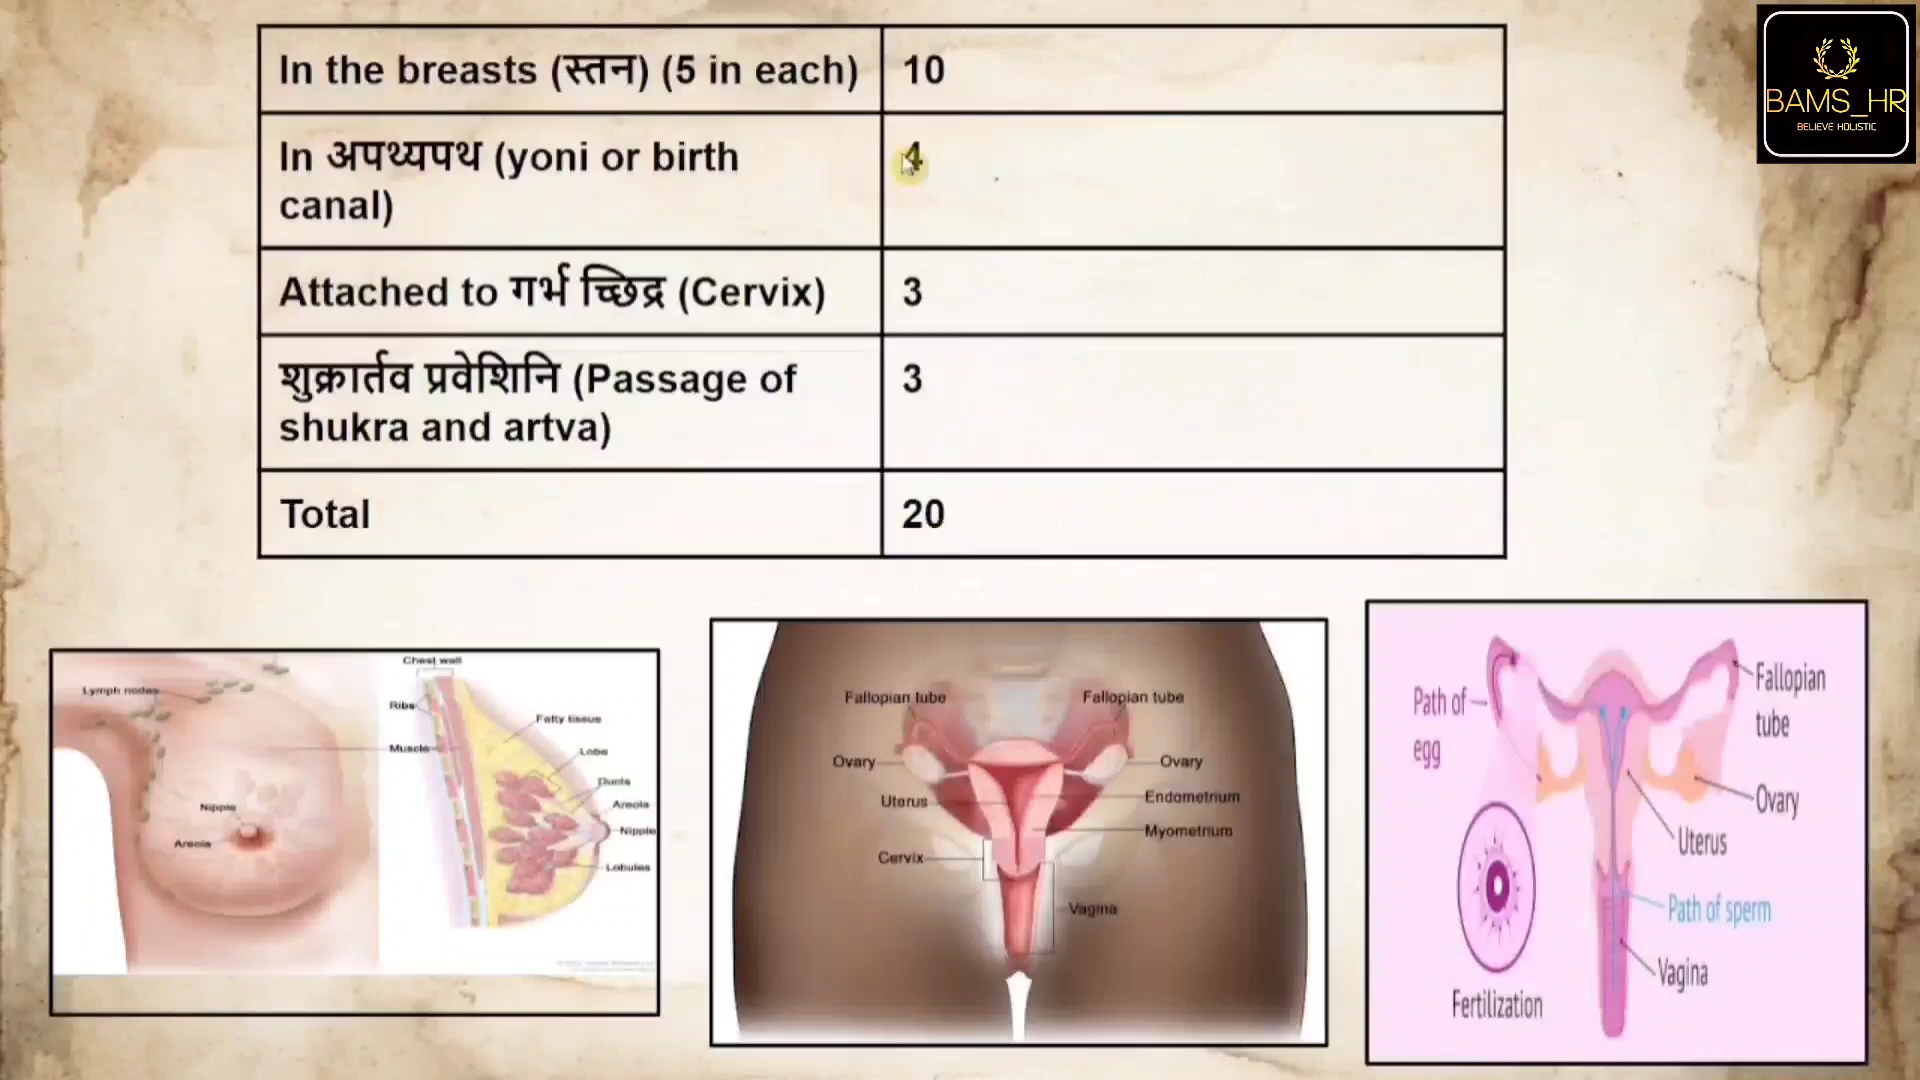 In the breasts (स्तन) (5 in each) 10
In अपथ्यपथ (yoni or birth
canal) 4
Attached to गर्भ च्छिद्र (Cervix) 3
शुक्रार्तव प्रवेशिनि (Passage of
shukra and artva) 3
Total 20
BAMS_HR
BELIEVE HOLISTIC
Chest wall
Lymph nodes
Ribs
Fatty tissue
Muscle
Lobe
Ducts
Areola
Nipple
Nipple
Areola
Lobules
Fallopian tube
Fallopian tube
Ovary
Ovary
Uterus
Endometrium
Myometrium
Cervix
Vagina
Path of
egg
Fallopian
tube
Ovary
Uterus
Path of sperm
Vagina
Fertilization